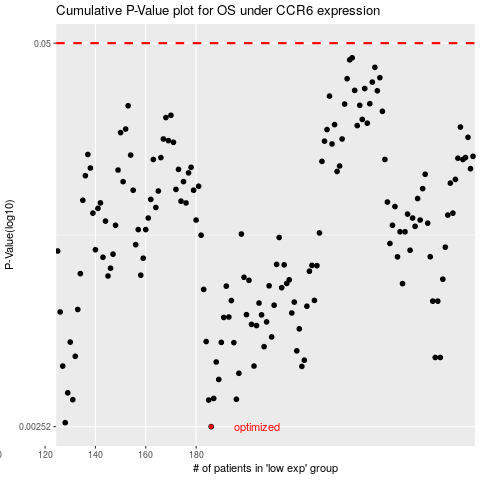 Cumulative P-Value plot for OS under CCR6 expression
0.05
P-Value(log10)
0.00252
optimized
0
120
140
160
180
# of patients in 'low exp' group